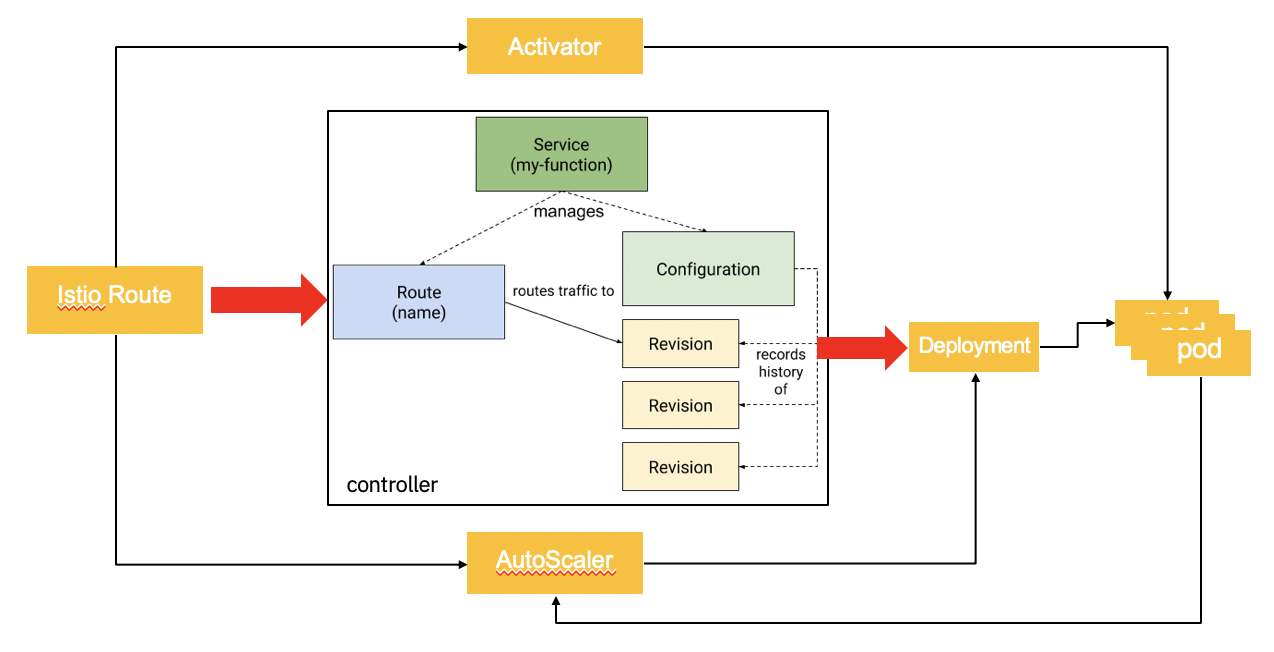 Activator
Service
(my-function)
manages
Istio Route
Route
(name)
routes traffic to
Configuration
Revision
records
history
of
Revision
Revision
controller
Deployment
pod
pod
pod
AutoScaler